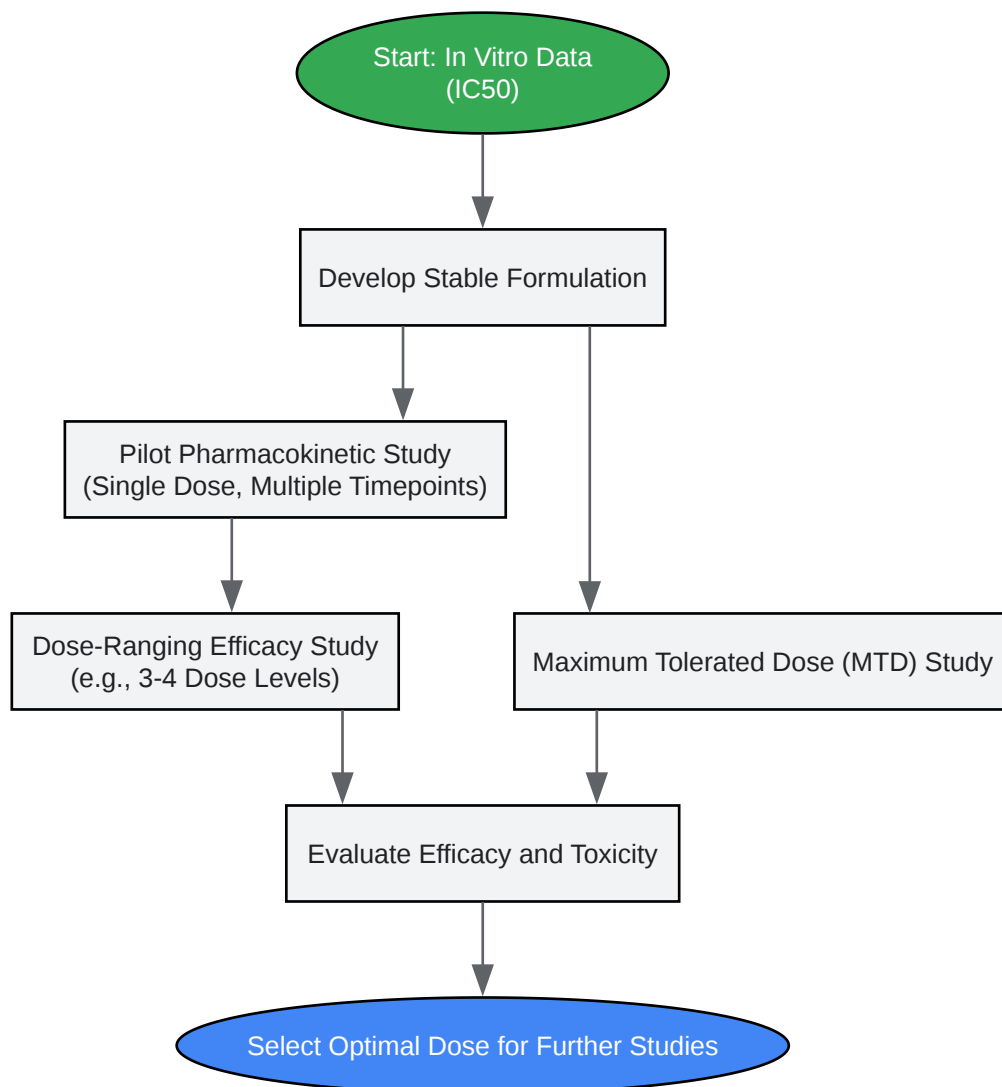 Start: In Vitro Data
(IC50)
Develop Stable Formulation
Pilot Pharmacokinetic Study
(Single Dose, Multiple Timepoints)
Dose-Ranging Efficacy Study
(e.g., 3-4 Dose Levels)
Maximum Tolerated Dose (MTD) Study
Evaluate Efficacy and Toxicity
Select Optimal Dose for Further Studies